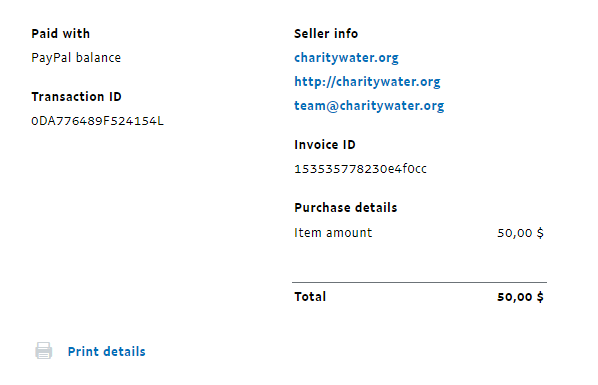 Paid with
PayPal balance
Transaction ID
0DA776489F524154L
Seller info
charitywater.org
http://charitywater.org
team@charitywater.org
Invoice ID
153535778230e4f0cc
Purchase details
Item amount 50,00 $
Total 50,00 $
Print details